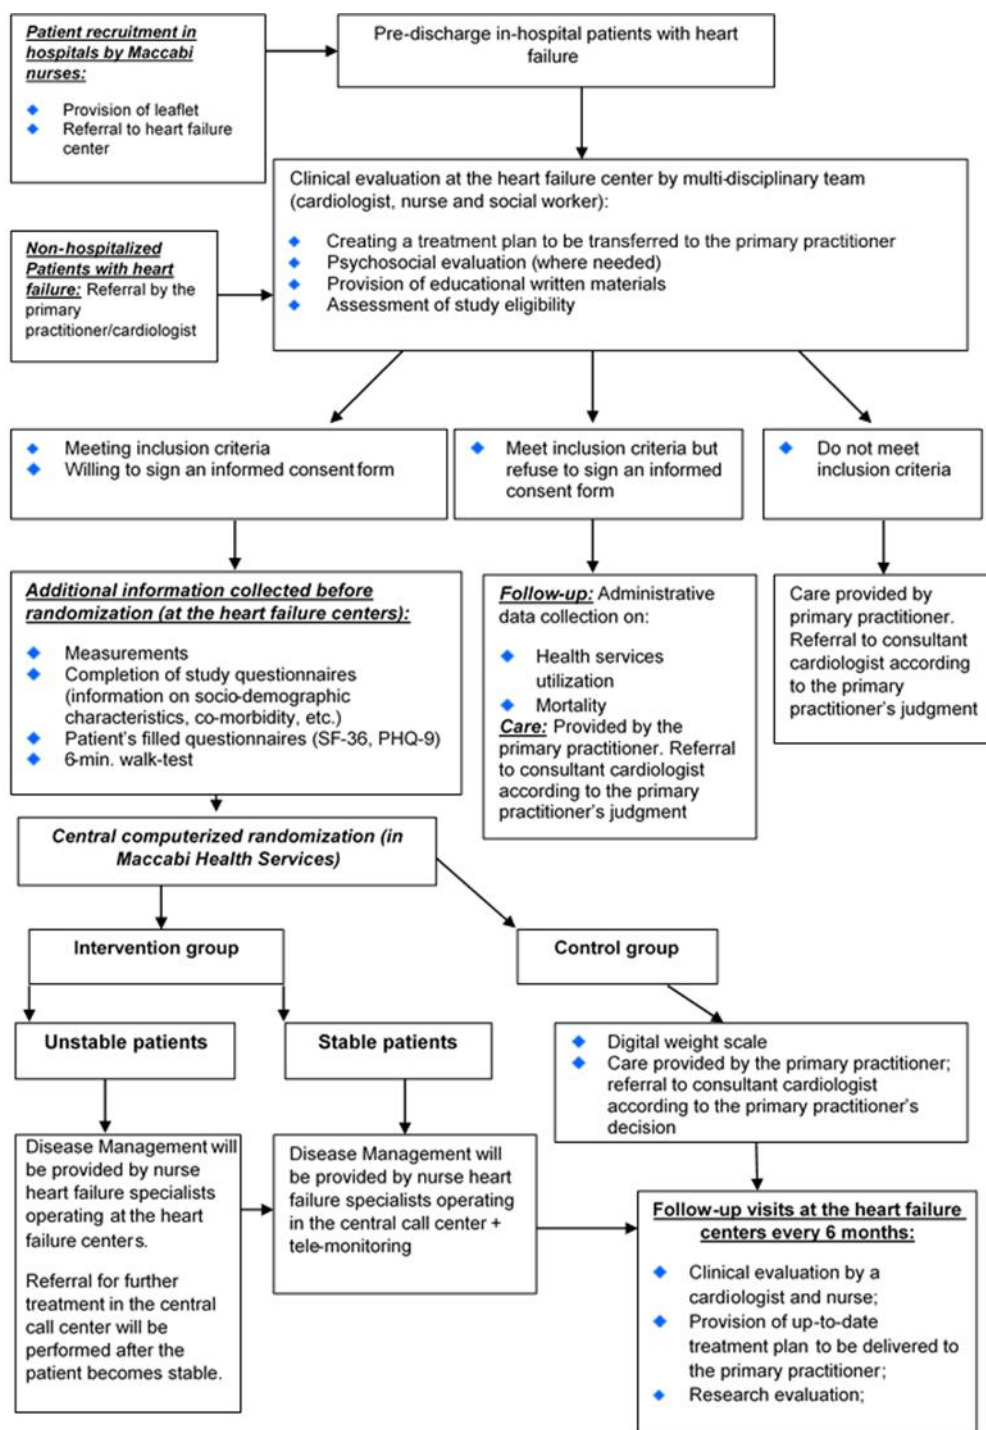 Patient recruitment in
hospitals by Maccabi
nurses:
Provision of leaflet
Referral to heart failure
center
Pre-discharge in-hospital patients with heart
failure
Clinical evaluation at the heart failure center by multi-disciplinary team
(cardiologist, nurse and social worker):
Creating a treatment plan to be transferred to the primary practitioner
Psychosocial evaluation (where needed)
Provision of educational written materials
Assessment of study eligibility
Non-hospitalized
Patients with heart
failure: Referral by the
primary
practitioner/cardiologist
Meeting inclusion criteria
Willing to sign an informed consent form
Meet inclusion criteria but
refuse to sign an informed
consent form
Do not meet
inclusion criteria
Additional information collected before
randomization (at the heart failure centers):
Measurements
Completion of study questionnaires
(information on socio-demographic
characteristics, co-morbidity, etc.)
Patient's filled questionnaires (SF-36, PHQ-9)
6-min. walk-test
Follow-up: Administrative
data collection on:
Health services
utilization
Mortality
Care: Provided by the
primary practitioner. Referral
to consultant cardiologist
according to the primary
practitioner's judgment
Care provided by
primary practitioner.
Referral to consultant
cardiologist according
to the primary
practitioner's judgment
Central computerized randomization (in
Maccabi Health Services)
Intervention group
Control group
Unstable patients
Stable patients
Digital weight scale
Care provided by the primary practitioner;
referral to consultant cardiologist
according to the primary practitioner's
decision
Disease Management will
be provided by nurse
heart failure specialists
operating at the heart
failure centers.
Referral for further
treatment in the central
call center will be
performed after the
patient becomes stable.
Disease Management will
be provided by nurse heart
failure specialists operating
in the central call center +
tele-monitoring
Follow-up visits at the heart failure
centers every 6 months:
Clinical evaluation by a
cardiologist and nurse;
Provision of up-to-date
treatment plan to be delivered to
the primary practitioner;
Research evaluation;